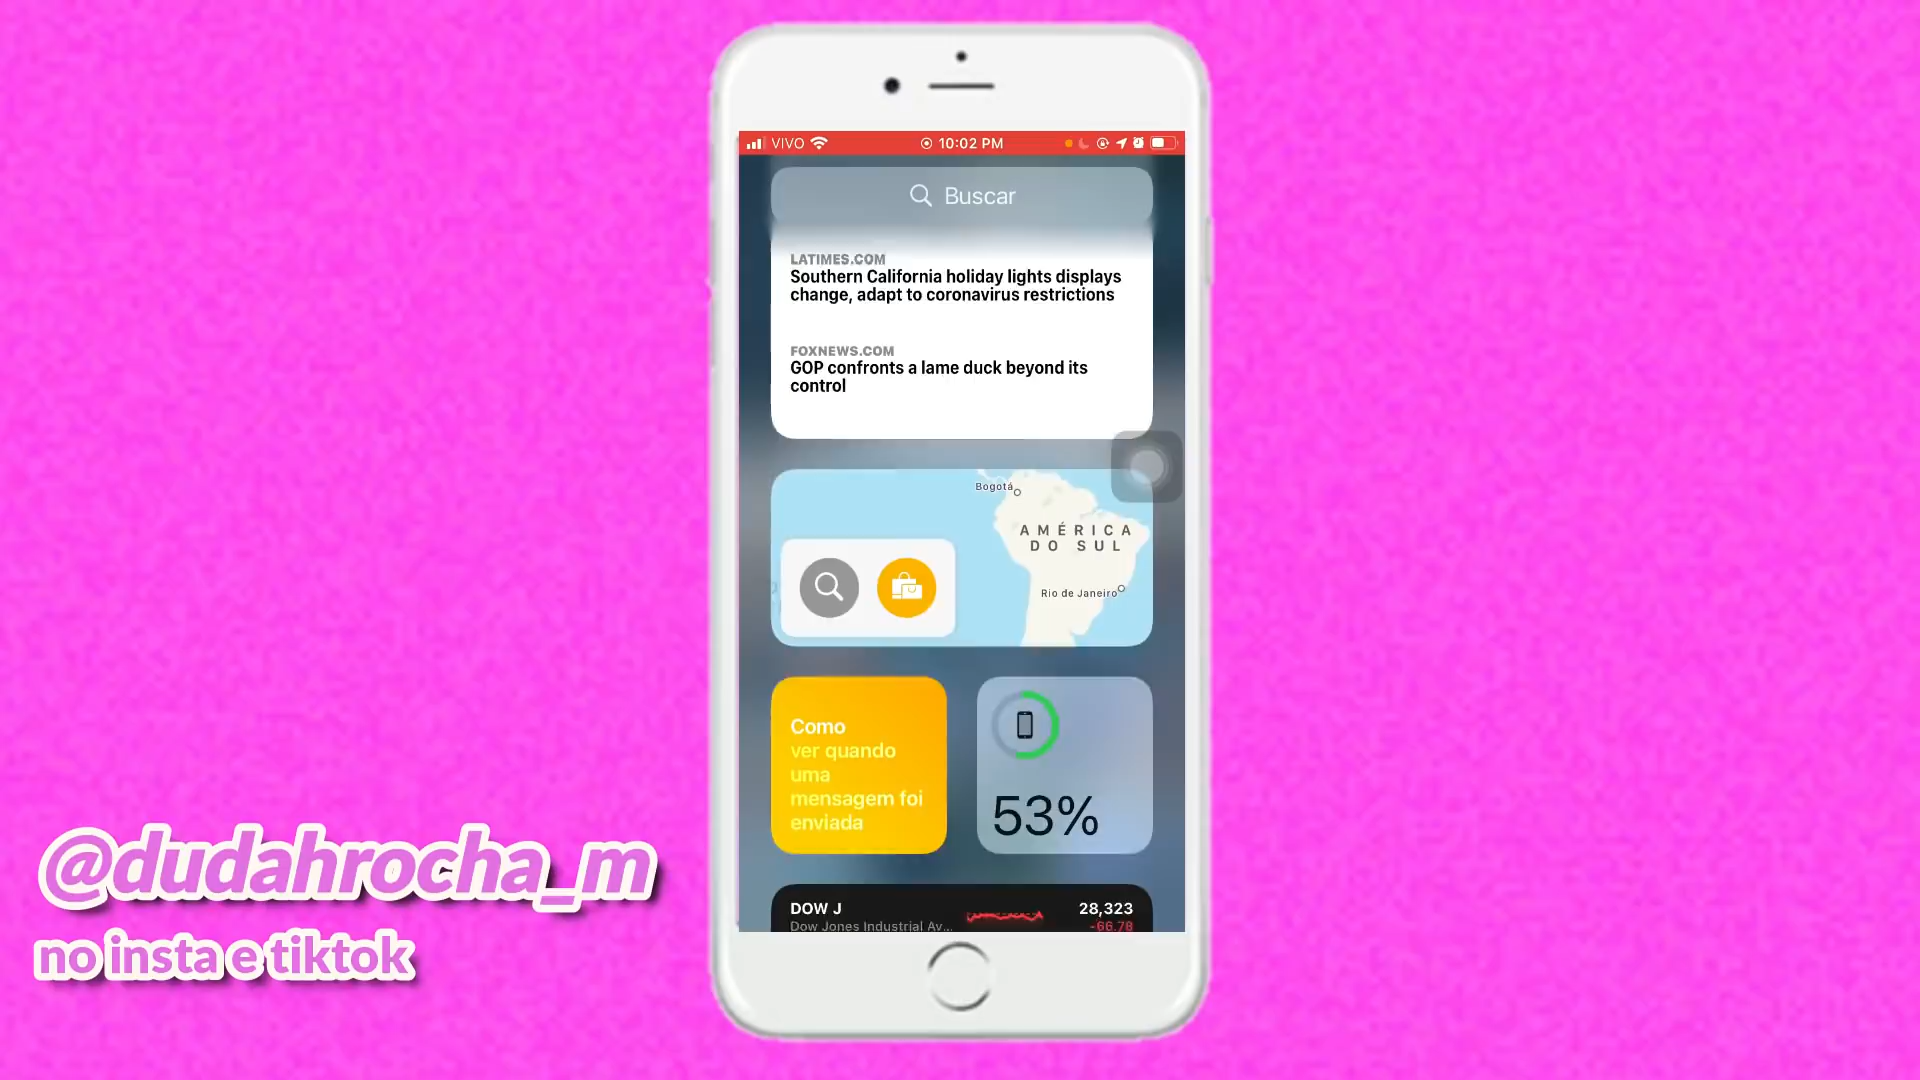 VIVO
10:02 PM
Buscar
LATIMES.COM
Southern California holiday lights displays
change, adapt to coronavirus restrictions
FOXNEWS.COM
GOP confronts a lame duck beyond its
control
Bogotá
AMÉRICA
DO SUL
Rio de Janeiro
Como
ver quando
uma
mensagem foi
enviada
53%
DOW J
28,323
Dow Jones Industrial Av...
-66.78
@dudahrocha_m
no insta e tiktok